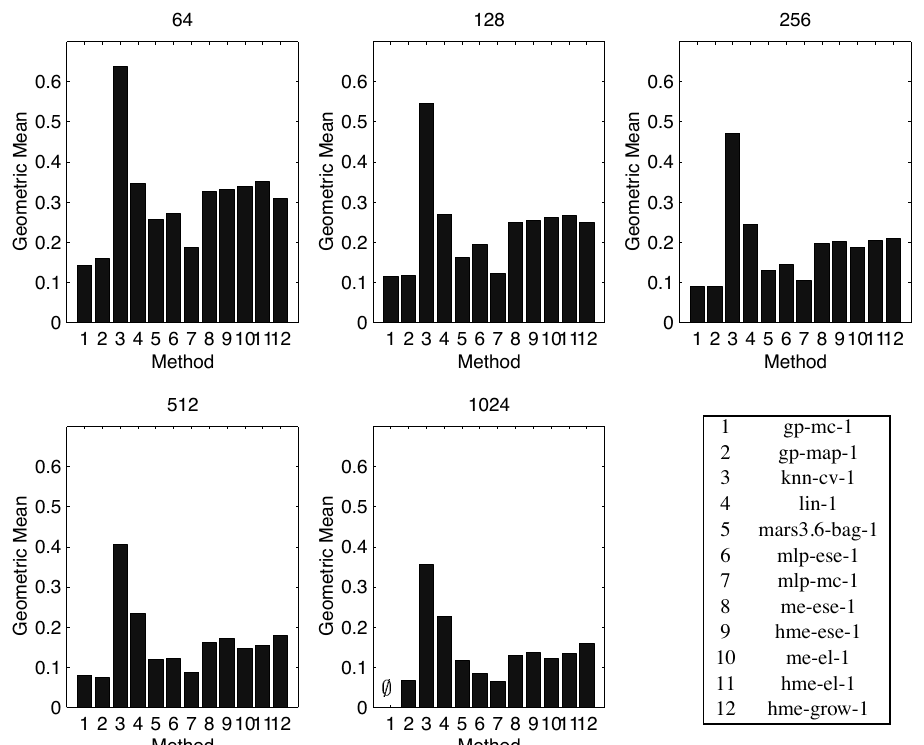 64
128
256
Geometric Mean
0.6
0.5
0.4
0.3
0.2
0.1
0
1 2 3 4 5 6 7 8 9 10 11 12
Method
Geometric Mean
0.6
0.5
0.4
0.3
0.2
0.1
0
1 2 3 4 5 6 7 8 9 10 11 12
Method
Geometric Mean
0.6
0.5
0.4
0.3
0.2
0.1
0
1 2 3 4 5 6 7 8 9 10 11 12
Method
512
1024
Geometric Mean
0.6
0.5
0.4
0.3
0.2
0.1
0
1 2 3 4 5 6 7 8 9 10 11 12
Method
Geometric Mean
0.6
0.5
0.4
0.3
0.2
0.1
0
∅
1 2 3 4 5 6 7 8 9 10 11 12
Method
1 gp-mc-1
2 gp-map-1
3 knn-cv-1
4 lin-1
5 mars3.6-bag-1
6 mlp-ese-1
7 mlp-mc-1
8 me-ese-1
9 hme-ese-1
10 me-el-1
11 hme-el-1
12 hme-grow-1